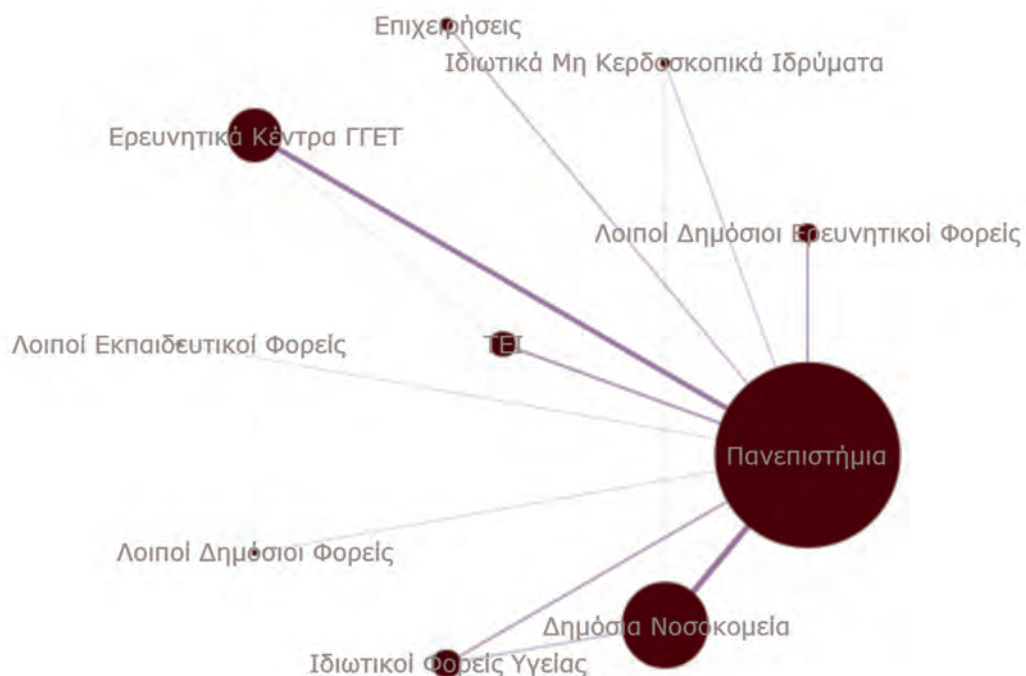 Επιχειρήσεις
Ιδιωτικά Μη Κερδοσκοπικά Ιδρύματα
Ερευνητικά Κέντρα ΓΓΕΤ
Λοιποί Δημόσιοι Ερευνητικοί Φορείς
Λοιποί Εκπαιδευτικοί Φορείς
ΤΕΙ
Πανεπιστήμια
Λοιποί Δημόσιοι Φορείς
Δημόσια Νοσοκομεία
Ιδιωτικοί Φορείς Υγείας